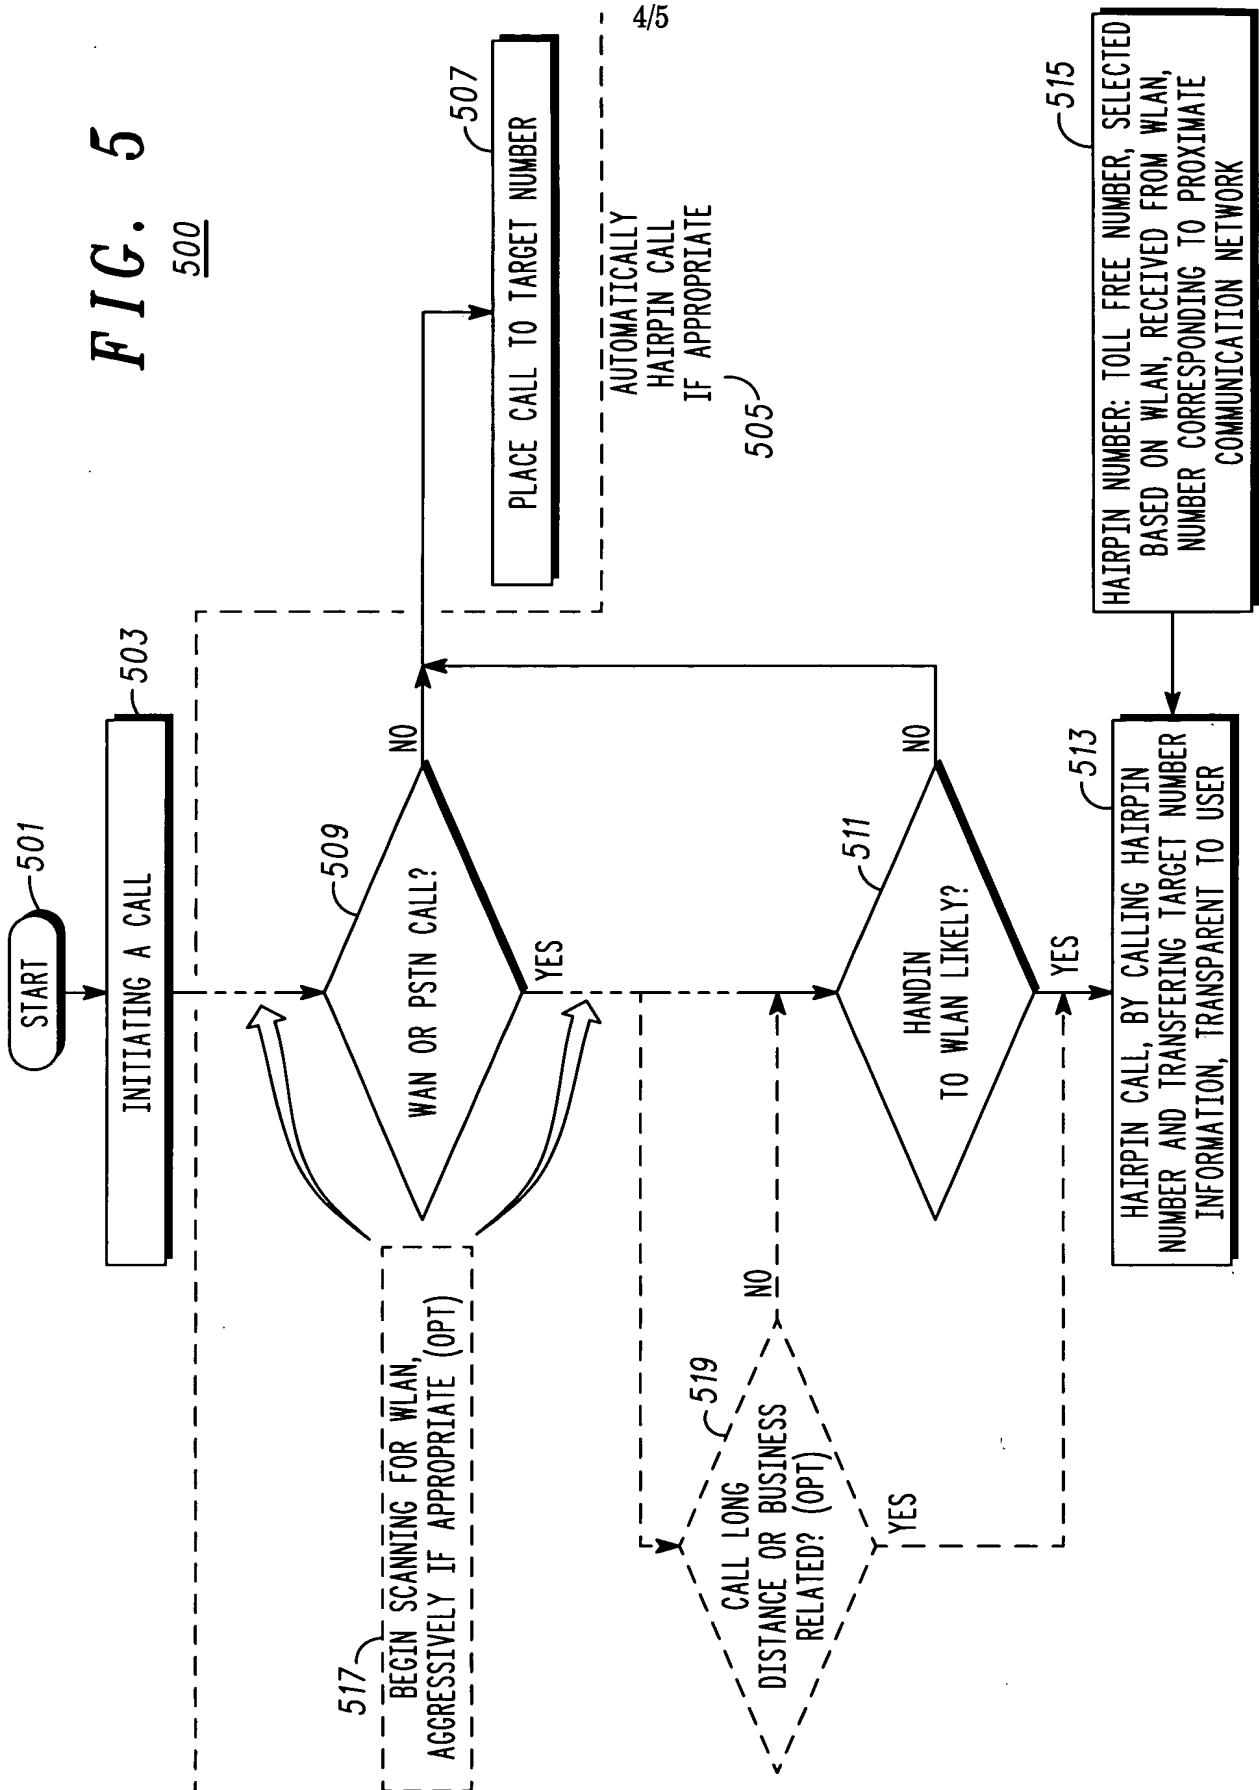 4/5
FIG. 5
500
START
501
INITIATING A CALL
503
WAN OR PSTN CALL?
509
NO
YES
PLACE CALL TO TARGET NUMBER
507
AUTOMATICALLY
HAIRPIN CALL
IF APPROPRIATE
505
517
BEGIN SCANNING FOR WLAN,
AGGRESSIVELY IF APPROPRIATE (OPT)
CALL LONG
DISTANCE OR BUSINESS
RELATED? (OPT)
519
NO
YES
HANDIN
TO WLAN LIKELY?
511
NO
YES
HAIRPIN CALL, BY CALLING HAIRPIN
NUMBER AND TRANSFERING TARGET NUMBER
INFORMATION, TRANSPARENT TO USER
513
HAIRPIN NUMBER: TOLL FREE NUMBER, SELECTED
BASED ON WLAN, RECEIVED FROM WLAN,
NUMBER CORRESPONDING TO PROXIMATE
COMMUNICATION NETWORK
515